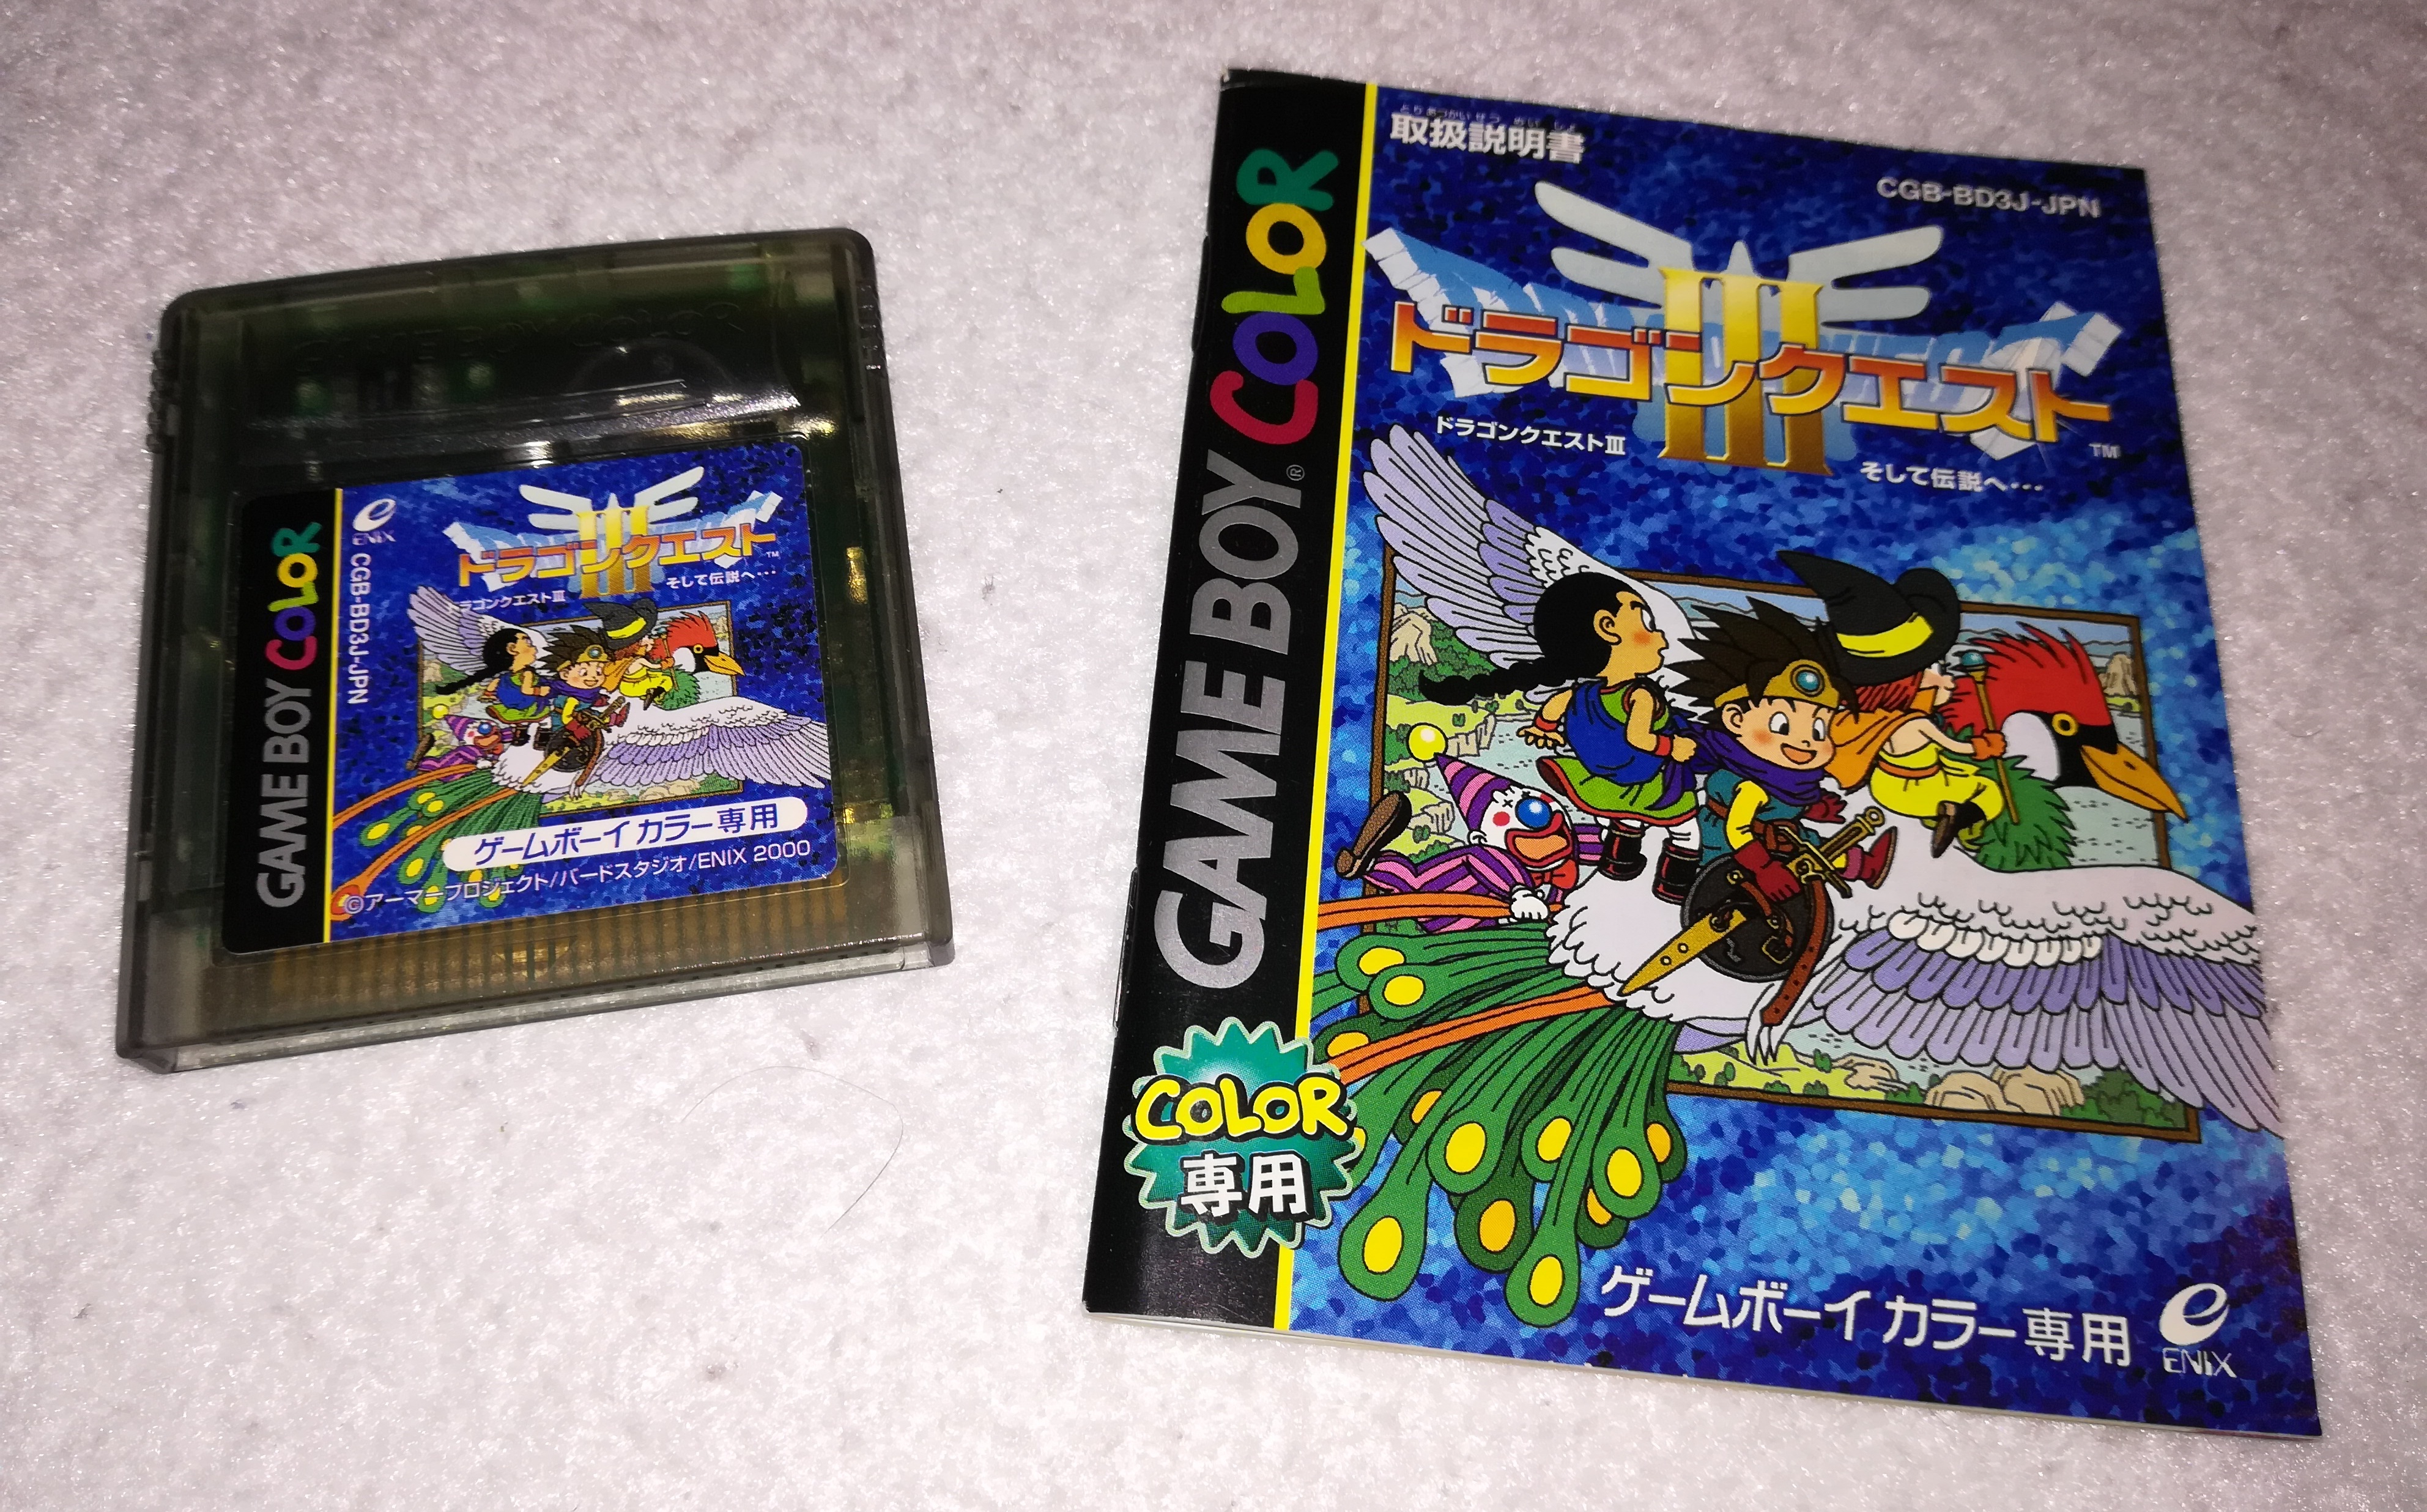 GAME BOY COLOR
GAME BOY COLOR
ENIX
CGB-BD3J-JPN
III
ドラゴンクエスト
TM
ドラゴンクエストIII
そして伝説へ・・・
ゲームボーイ カラー専用
©アーマープロジェクト/バードスタジオ/ENIX 2000
GAME BOY® COLOR
とりあつかいせつめいしょ
取扱説明書
CGB-BD3J-JPN
III
ドラゴンクエスト
TM
ドラゴンクエストIII
そして伝説へ・・・
COLOR
専用
ゲームボーイ カラー専用
ENIX